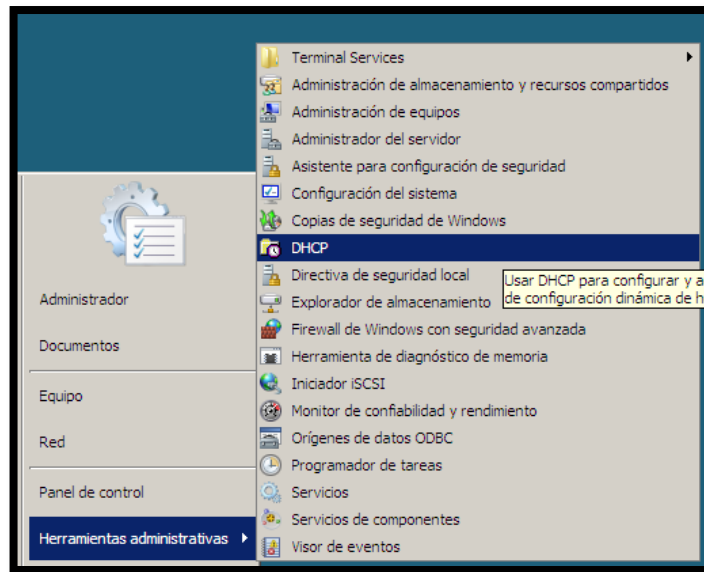 Terminal Services
Administración de almacenamiento y recursos compartidos
Administración de equipos
Administrador del servidor
Asistente para configuración de seguridad
Configuración del sistema
Copias de seguridad de Windows
DHCP
Directiva de seguridad local
Usar DHCP para configurar y a
de configuración dinámica de h
Explorador de almacenamiento
Firewall de Windows con seguridad avanzada
Herramienta de diagnóstico de memoria
Iniciador iSCSI
Monitor de confiabilidad y rendimiento
Orígenes de datos ODBC
Programador de tareas
Servicios
Servicios de componentes
Visor de eventos
Administrador
Documentos
Equipo
Red
Panel de control
Herramientas administrativas